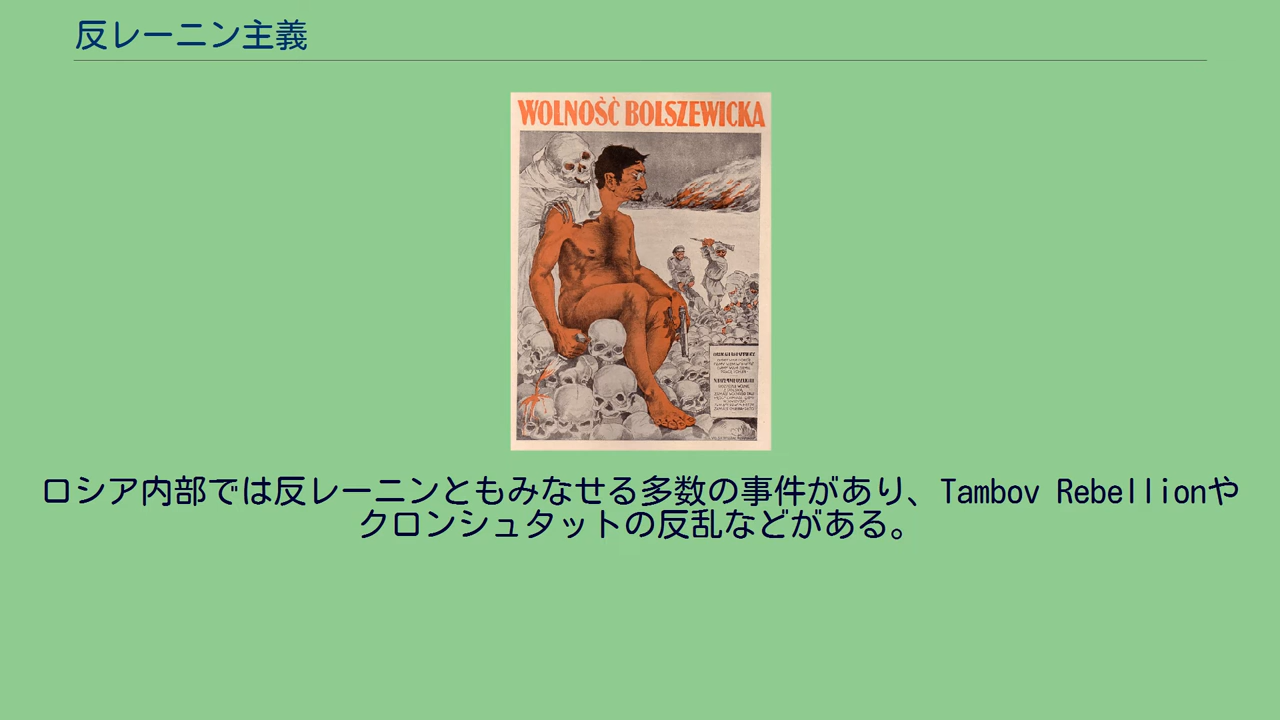 反レーニン主義
WOLNOŚĆ BOLSZEWICKA
ロシア内部では反レーニンともみなせる多数の事件があり、Tambov Rebellionや
クロンシュタットの反乱などがある。